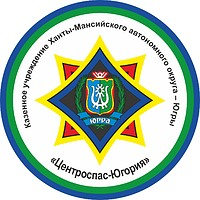 Казенное учреждение Ханты-Мансийского автономного округа – Югры
ЮГРА
«Центроспас-Югория»